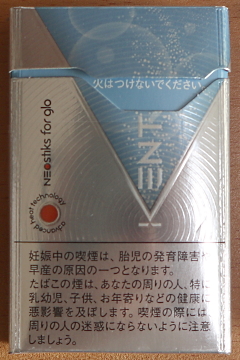 火はつけないでください
KENT
NEOstiks for glo
advanced heat technology
妊娠中の喫煙は、胎児の発育障害や
早産の原因の一つとなります。
たばこの煙は、あなたの周りの人、特に
乳幼児、子供、お年寄りなどの健康に
悪影響を及ぼします。喫煙の際には
周りの人の迷惑にならないように注意
しましょう。